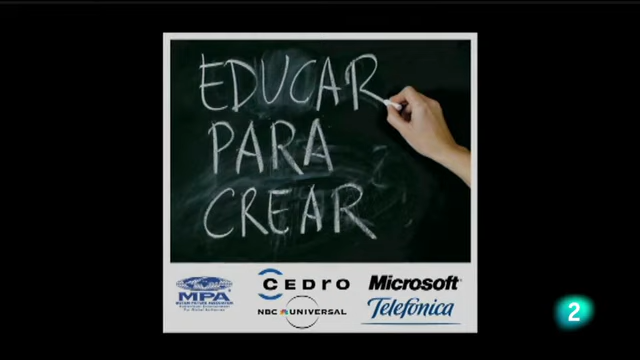 EDUCAR
PARA
CREAR
MPA
CEDRO
Microsoft
NBC UNIVERSAL
Telefónica
2